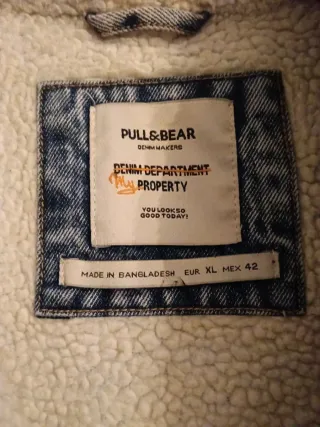 PULL&BEAR
DENIM MAKERS
DENIM DEPARTMENT
My PROPERTY
YOU LOOK SO
GOOD TODAY!
MADE IN BANGLADESH EUR XL MEX 42